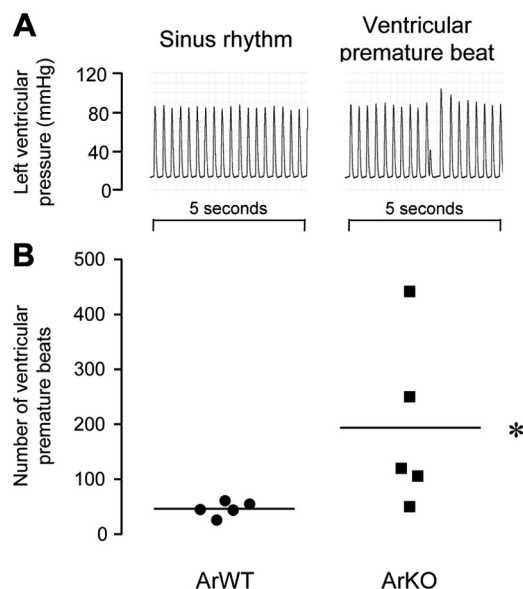 A
Sinus rhythm
Ventricular
premature beat
Left ventricular
pressure (mmHg)
120
80
40
0
5 seconds
5 seconds
B
Number of ventricular
premature beats
500
400
300
200
100
0
*
ArWT
ArKO